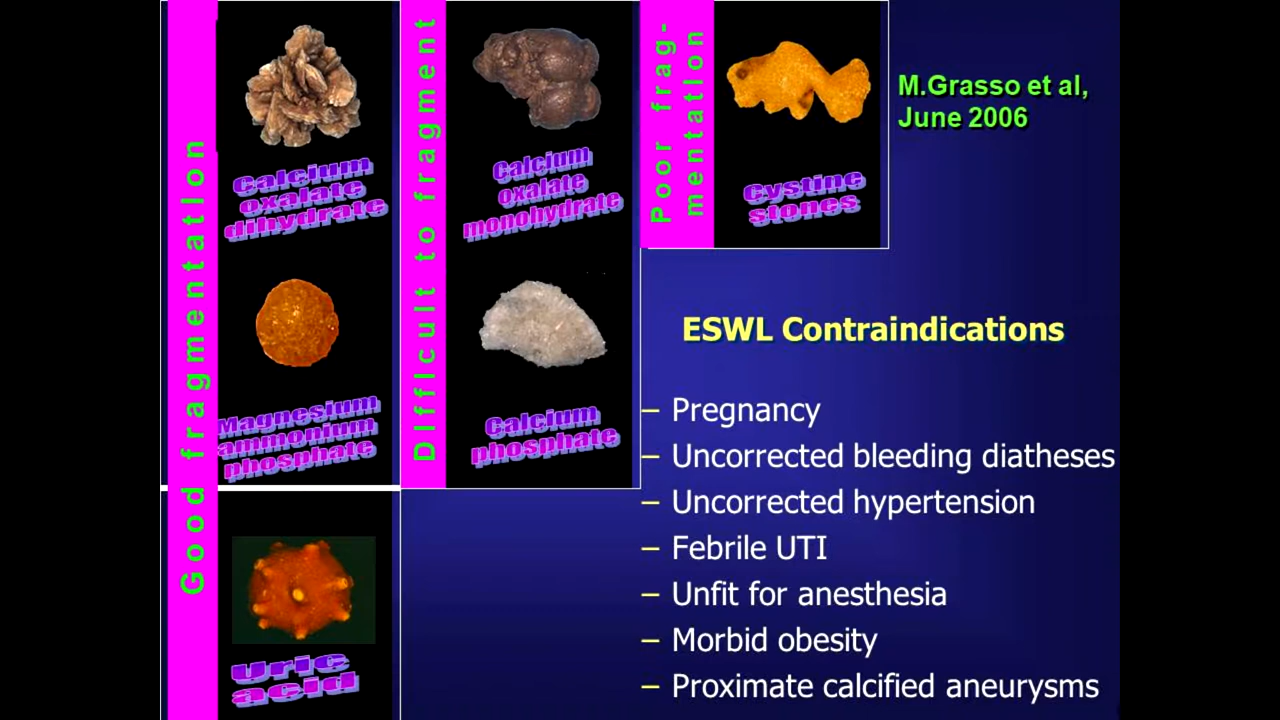 Good fragmentation
Calcium
oxalate
dihydrate
Magnesium
ammonium
phosphate
Uric
acid
Difficult to fragment
Calcium
oxalate
monohydrate
Calcium
phosphate
Poor frag-
mentation
Cystine
stones
M.Grasso et al,
June 2006
ESWL Contraindications
– Pregnancy
– Uncorrected bleeding diatheses
– Uncorrected hypertension
– Febrile UTI
– Unfit for anesthesia
– Morbid obesity
– Proximate calcified aneurysms